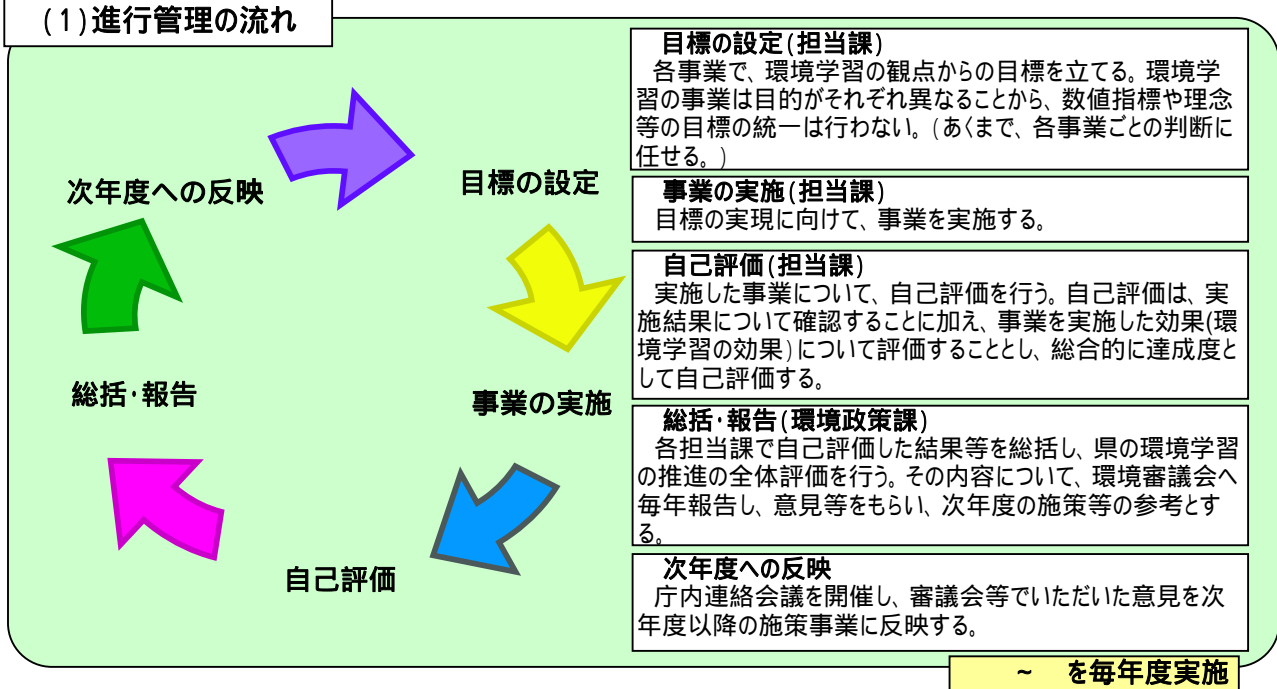 (1)進行管理の流れ
次年度への反映
目標の設定
事業の実施
自己評価
総括・報告
目標の設定(担当課)
各事業で、環境学習の観点からの目標を立てる。環境学
習の事業は目的がそれぞれ異なることから、数値指標や理念
等の目標の統一は行わない。(あくまで、各事業ごとの判断に
任せる。)
事業の実施(担当課)
目標の実現に向けて、事業を実施する。
自己評価(担当課)
実施した事業について、自己評価を行う。自己評価は、実
施結果について確認することに加え、事業を実施した効果(環
境学習の効果)について評価することとし、総合的に達成度と
して自己評価する。
総括・報告(環境政策課)
各担当課で自己評価した結果等を総括し、県の環境学習
の推進の全体評価を行う。その内容について、環境審議会へ
毎年報告し、意見等をもらい、次年度の施策等の参考とす
る。
次年度への反映
庁内連絡会議を開催し、審議会等でいただいた意見を次
年度以降の施策事業に反映する。
~ を毎年度実施